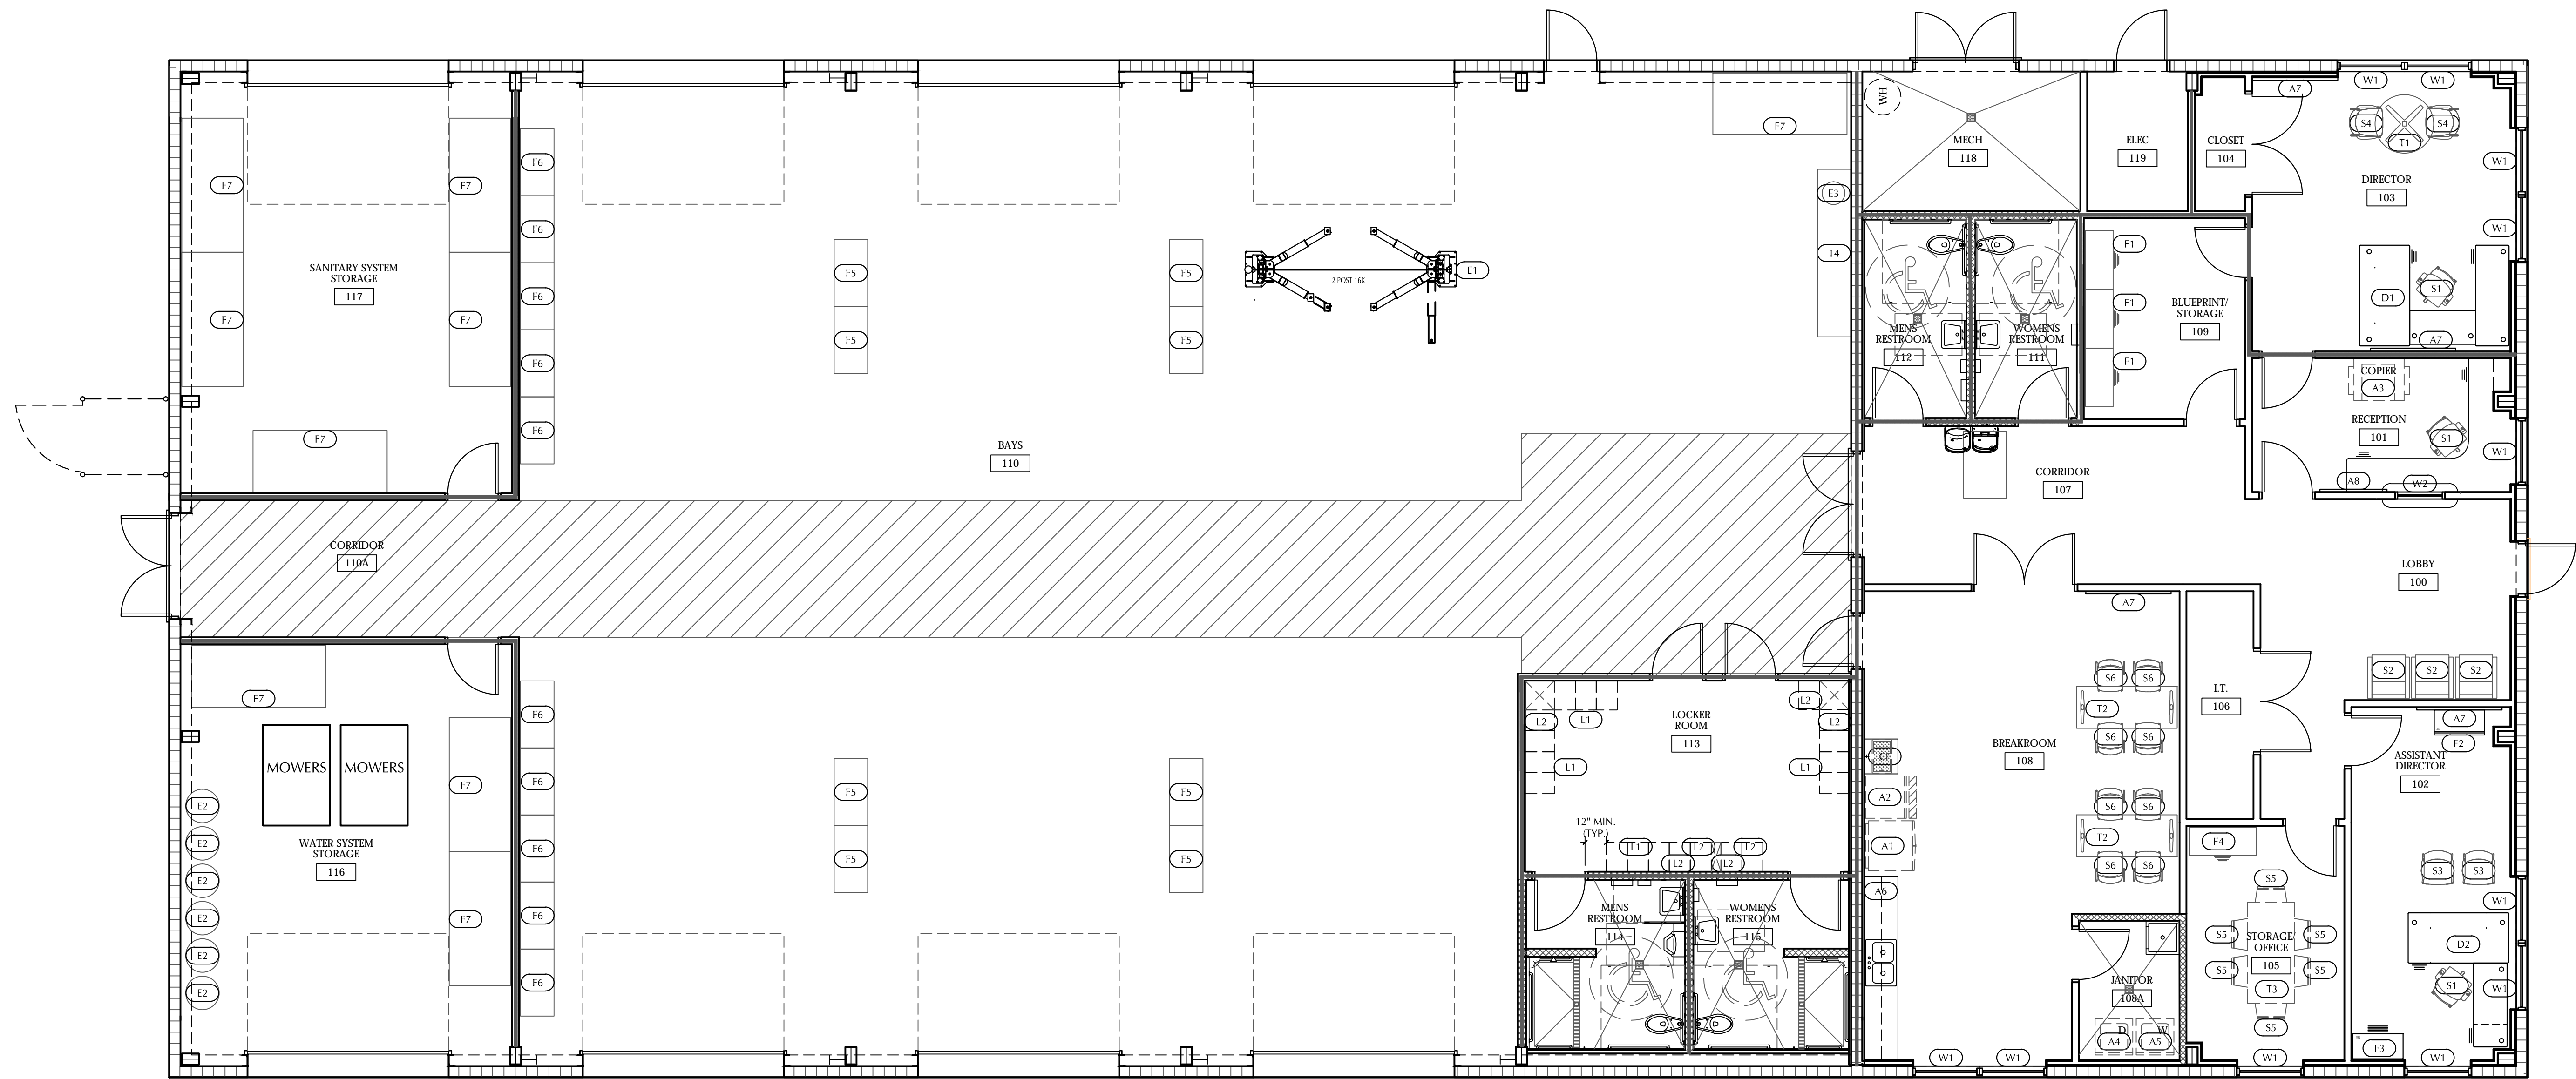 WH
W1
W1
A7
S4
S4
T1
F7
MECH
118
ELEC
119
CLOSET
104
W1
F6
F7
F7
DIRECTOR
103
E3
F6
W1
F1
T4
SANITARY SYSTEM
STORAGE
117
F5
F5
E1
2 POST 16K
F6
D1
S1
F1
BLUEPRINT/
STORAGE
109
F7
F7
MENS
RESTROOM
112
WOMENS
RESTROOM
111
F5
F5
A7
F6
F1
COPIER
A3
RECEPTION
101
F6
F7
S1
BAYS
110
W1
CORRIDOR
107
A8
W2
CORRIDOR
110A
LOBBY
100
A7
S2
S2
S2
S6
S6
F7
L2
L1
LOCKER
ROOM
113
L2
L2
T2
I.T.
106
A7
F6
S6
S6
BREAKROOM
108
F2
MOWERS
MOWERS
L1
L1
ASSISTANT
DIRECTOR
102
F6
F7
F5
F5
A2
E2
S6
S6
12" MIN.
(TYP.)
T2
F4
E2
WATER SYSTEM
STORAGE
116
F6
L1
L2
L2
A1
F5
F5
L2
L2
S6
S6
S3
S3
E2
S5
A6
W1
F6
F7
E2
MENS
RESTROOM
114
WOMENS
RESTROOM
115
S5
STORAGE/
OFFICE
105
S5
D2
E2
S5
S5
F6
JANITOR
108A
T3
S1
W1
E2
S5
D
W
A4
A5
F3
W1
W1
W1
W1